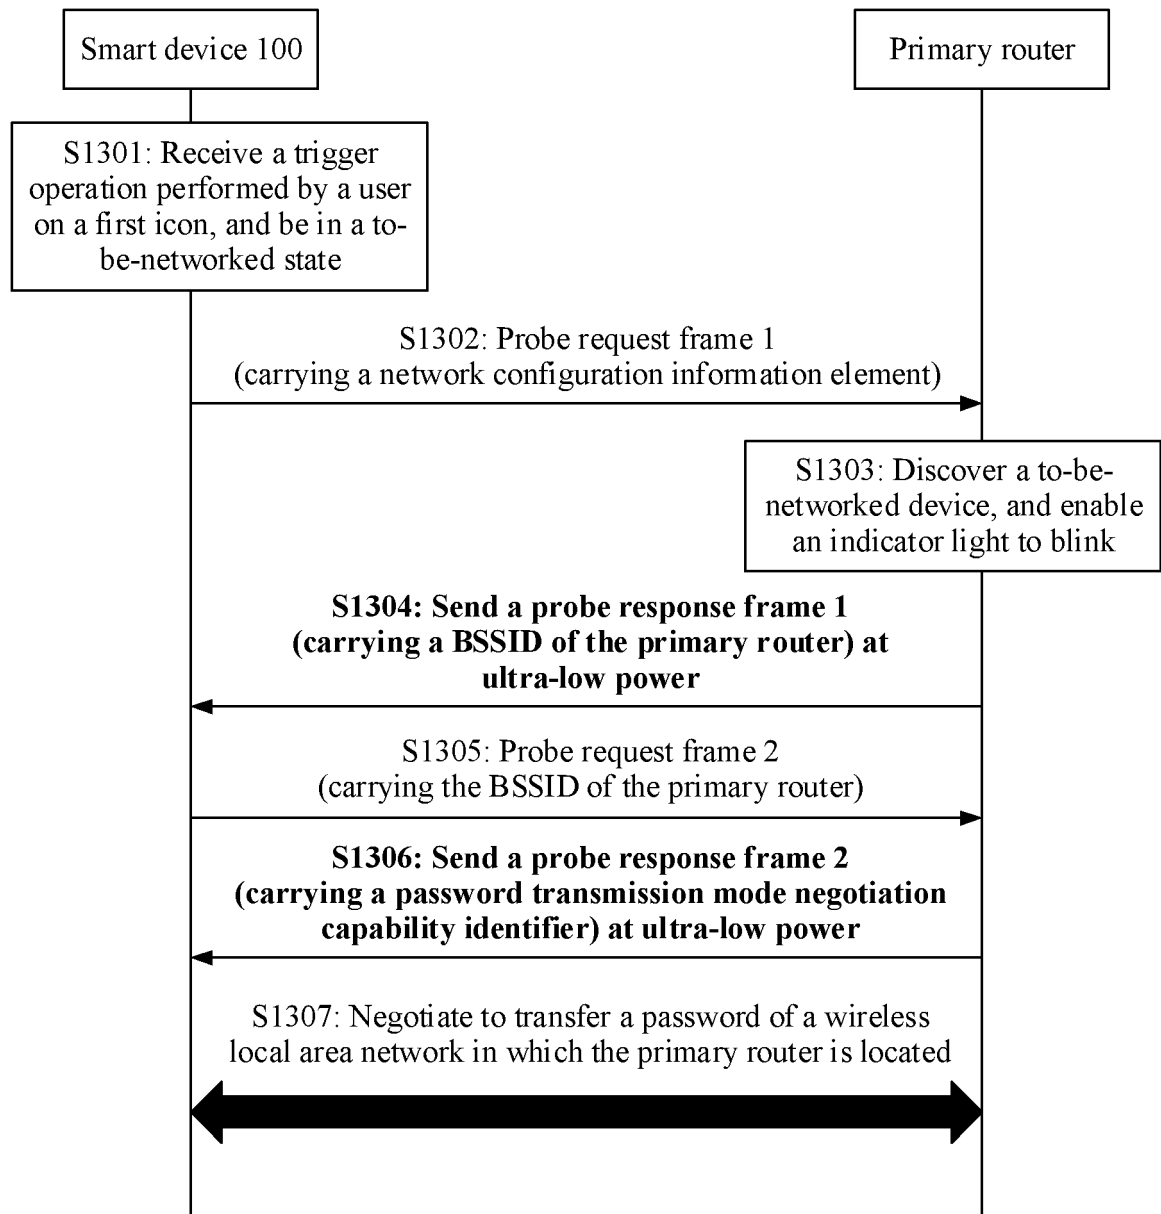 Smart device 100
Primary router
S1301: Receive a trigger
operation performed by a user
on a first icon, and be in a to-
be-networked state
S1302: Probe request frame 1
(carrying a network configuration information element)
S1303: Discover a to-be-
networked device, and enable
an indicator light to blink
S1304: Send a probe response frame 1
(carrying a BSSID of the primary router) at
ultra-low power
S1305: Probe request frame 2
(carrying the BSSID of the primary router)
S1306: Send a probe response frame 2
(carrying a password transmission mode negotiation
capability identifier) at ultra-low power
S1307: Negotiate to transfer a password of a wireless
local area network in which the primary router is located